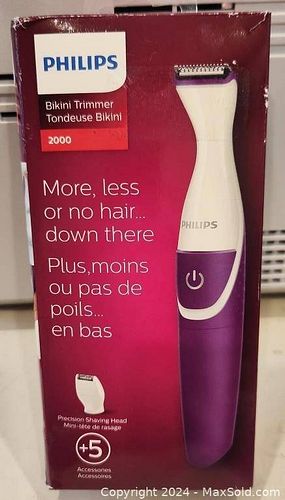 PHILIPS
Bikini Trimmer
Tondeuse Bikini
2000
More, less
or no hair...
down there
Plus,moins
ou pas de
poils...
en bas
PHILIPS
Precision Shaving Head
Mini-tête de rasage
+5
Accessories
Accessoires
Copyright 2024 - MaxSold.com